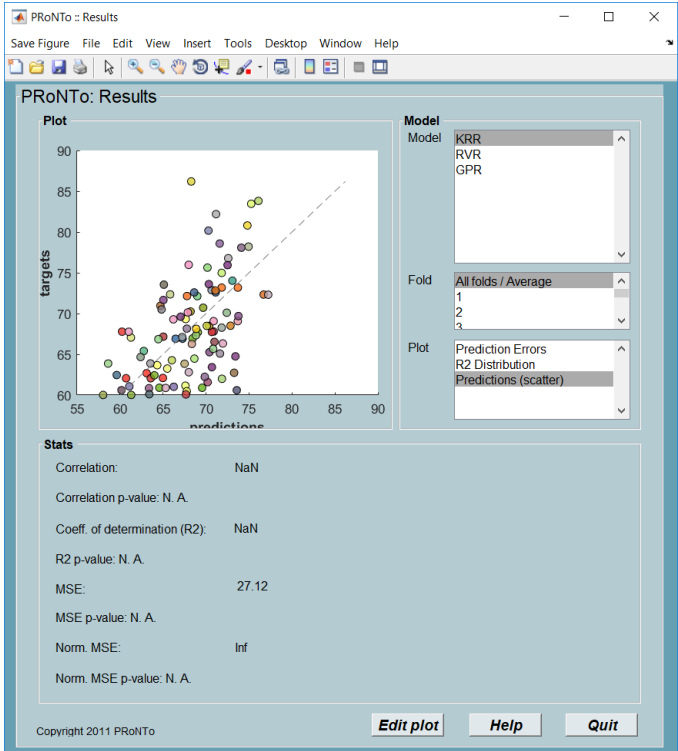 PRoNTo :: Results
Save Figure File Edit View Insert Tools Desktop Window Help
PRoNTo: Results
Plot
90
85
80
75
70
65
60
targets
55 60 65 70 75 80 85 90
predictions
Model
Model
KRR
RVR
GPR
Fold
All folds / Average
1
2
3
Plot
Prediction Errors
R2 Distribution
Predictions (scatter)
Stats
Correlation: NaN
Correlation p-value: N. A.
Coeff. of determination (R2): NaN
R2 p-value: N. A.
MSE: 27.12
MSE p-value: N. A.
Norm. MSE: Inf
Norm. MSE p-value: N. A.
Copyright 2011 PRoNTo
Edit plot Help Quit